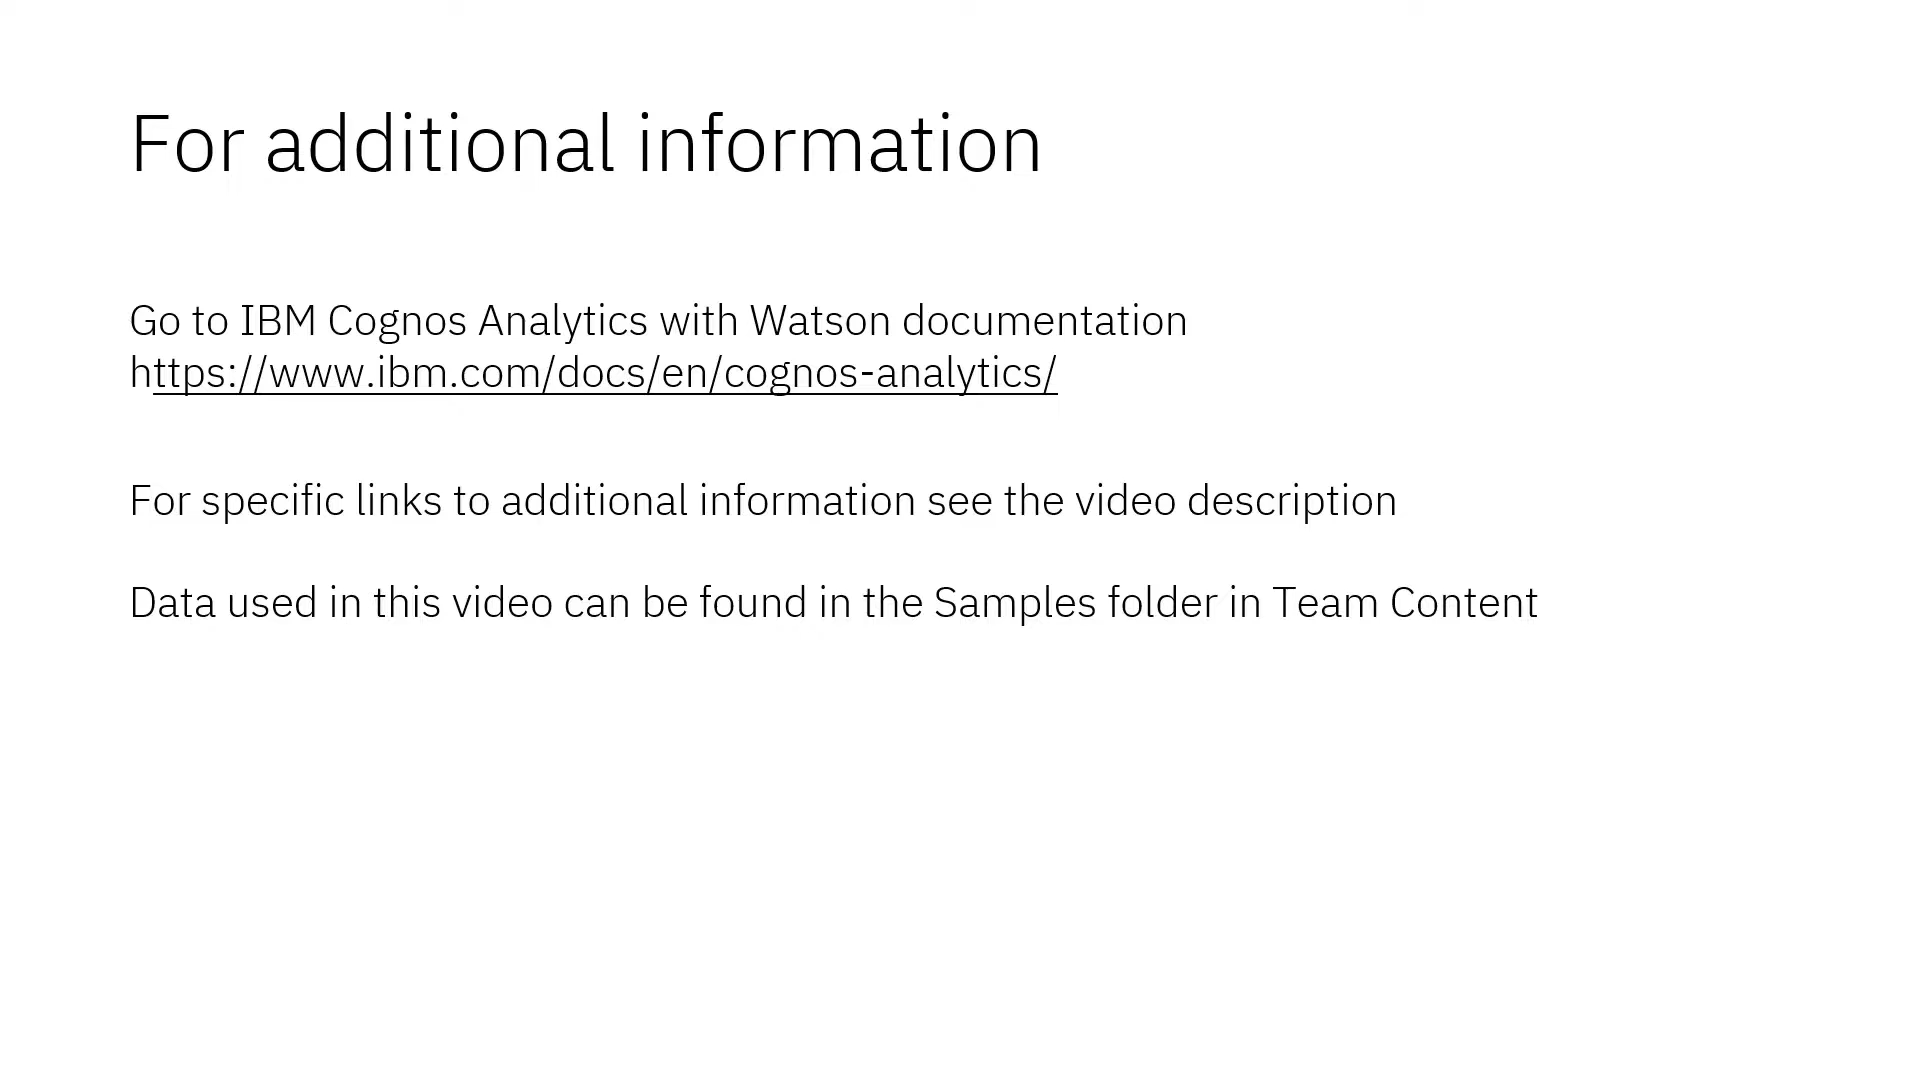 For additional information
Go to IBM Cognos Analytics with Watson documentation
https://www.ibm.com/docs/en/cognos-analytics/
For specific links to additional information see the video description
Data used in this video can be found in the Samples folder in Team Content